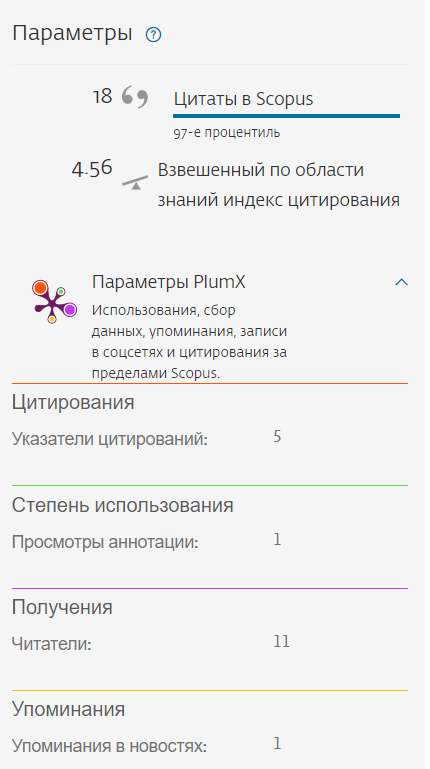 Параметры ?
18 Цитаты в Scopus
97-е процентиль
4.56 Взвешенный по области
знаний индекс цитирования
Параметры PlumX
Использования, сбор
данных, упоминания, записи
в соцсетях и цитирования за
пределами Scopus.
Цитирования
Указатели цитирований: 5
Степень использования
Просмотры аннотации: 1
Получения
Читатели: 11
Упоминания
Упоминания в новостях: 1